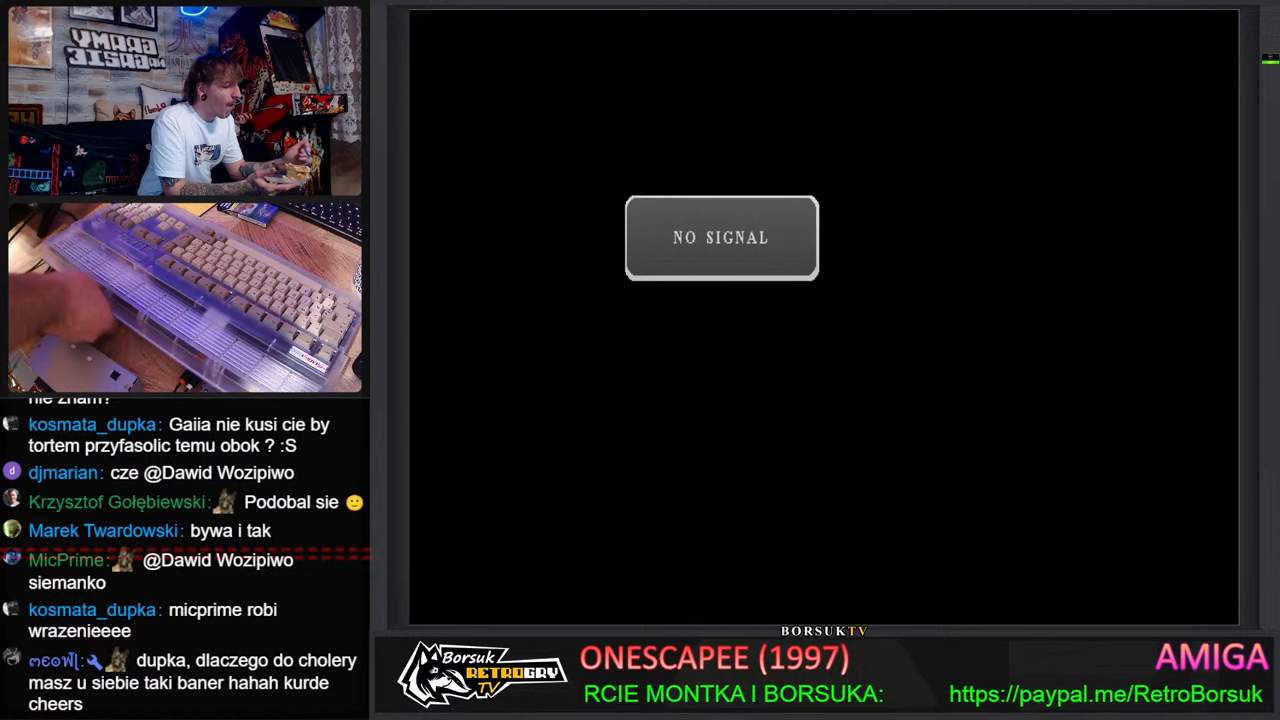 GRAMY
NA GAZIE
NO SIGNAL
nie znam?
kosmata_dupka: Gaiia nie kusi cie by
tortem przyfasolic temu obok ? :S
djmarian: cze @Dawid Wozipiwo
Krzysztof Gołębiewski: Podobal sie 🙂
Marek Twardowski: bywa i tak
MicPrime: @Dawid Wozipiwo
siemanko
kosmata_dupka: micprime robi
wrazenieeee
dupka, dlaczego do cholery
masz u siebie taki baner hahah kurde
cheers
BORSUKTV
Borsuk
RETROGRY
TV
ONESCAPEE (1997)
AMIGA
RCIE MONTKA I BORSUKA:
https://paypal.me/RetroBorsuk